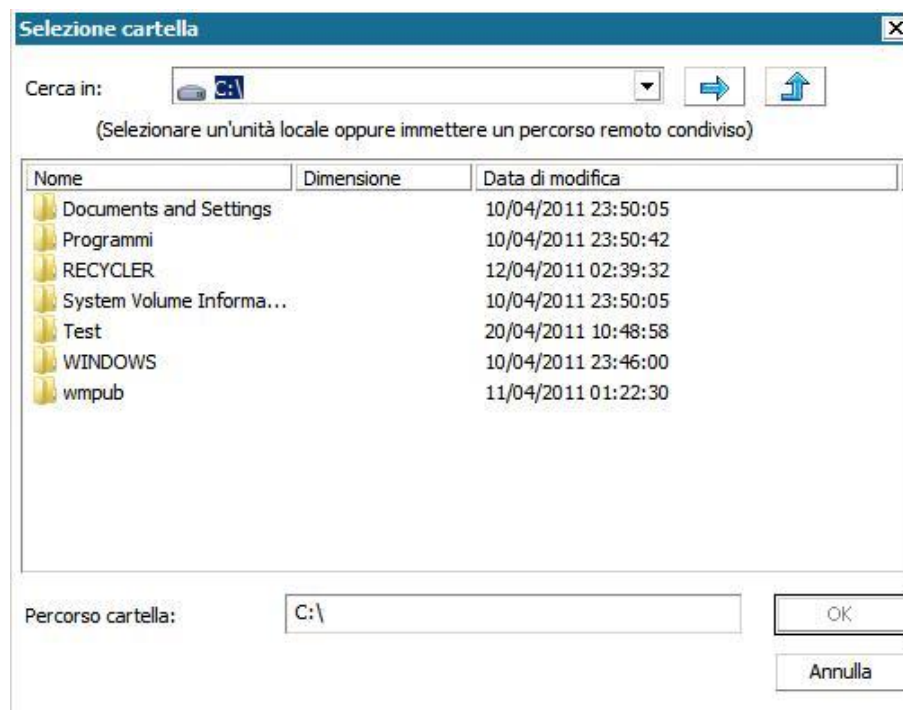 Selezione cartella
Cerca in: C:\
(Selezionare un'unità locale oppure immettere un percorso remoto condiviso)
Nome Dimensione Data di modifica
Documents and Settings 10/04/2011 23:50:05
Programmi 10/04/2011 23:50:42
RECYCLER 12/04/2011 02:39:32
System Volume Informa... 10/04/2011 23:50:05
Test 20/04/2011 10:48:58
WINDOWS 10/04/2011 23:46:00
wmpub 11/04/2011 01:22:30
Percorso cartella: C:\ OK
Annulla